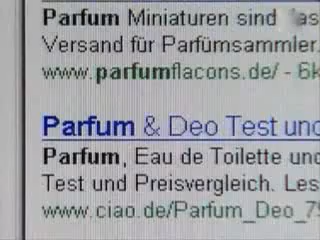 Parfum Miniaturen sind
Versand für Parfümsammler.
www.parfumflacons.de/ - 6k
Parfum & Deo Test und
Parfum, Eau de Toilette und
Test und Preisvergleich. Les
www.ciao.de/Parfum_Deo_79